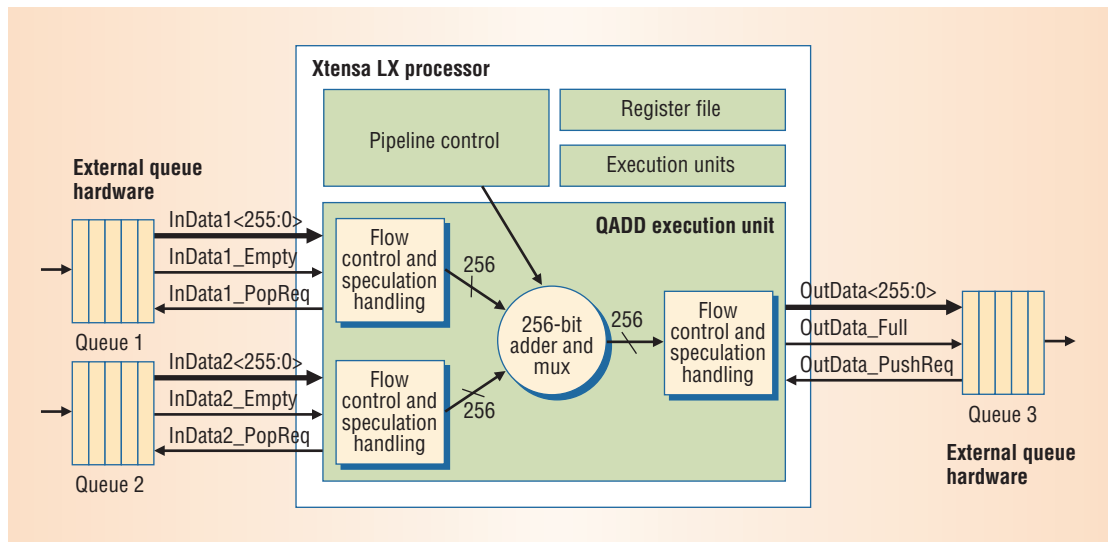 Xtensa LX processor
Pipeline control
Register file
Execution units
External queue
hardware
InData1<255:0>
InData1_Empty
InData1_PopReq
Queue 1
InData2<255:0>
InData2_Empty
InData2_PopReq
Queue 2
QADD execution unit
Flow
control and
speculation
handling
256
Flow
control and
speculation
handling
256
256-bit
adder and
mux
256
Flow
control and
speculation
handling
OutData<255:0>
OutData_Full
OutData_PushReq
Queue 3
External queue
hardware